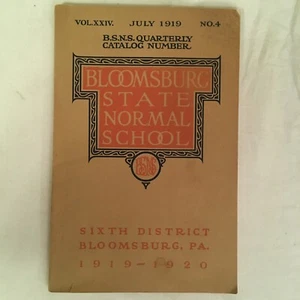 VOL.XXIV. JULY 1919 NO.4
B.S.N.S. QUARTERLY
CATALOG NUMBER
BLOOMSBURG
STATE
NORMAL
SCHOOL
SIXTH DISTRICT
BLOOMSBURG, PA.
1919-1920